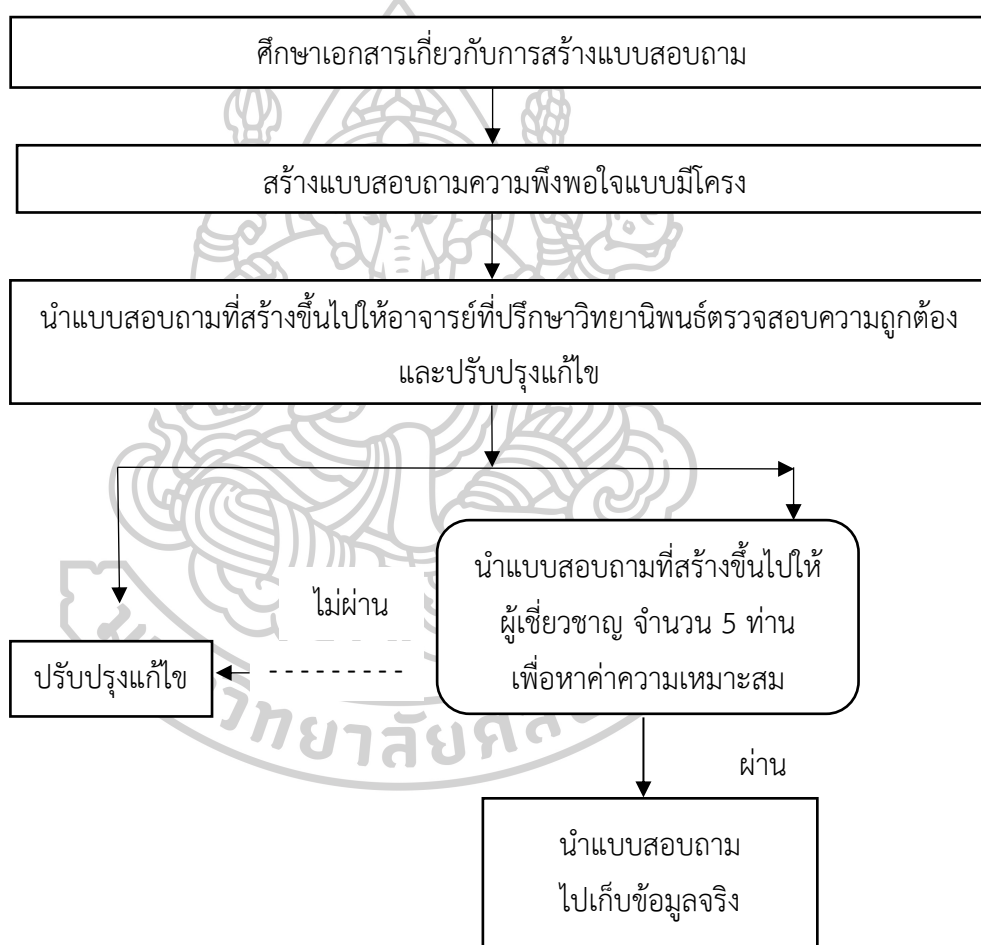 ศึกษาเอกสารเกี่ยวกับการสร้างแบบสอบถาม
สร้างแบบสอบถามความพึงพอใจแบบมีโครง
นำแบบสอบถามที่สร้างขึ้นไปให้อาจารย์ที่ปรึกษาวิทยานิพนธ์ตรวจสอบความถูกต้อง
และปรับปรุงแก้ไข
นำแบบสอบถามที่สร้างขึ้นไปให้
ผู้เชี่ยวชาญ จำนวน 5 ท่าน
เพื่อหาค่าความเหมาะสม
ไม่ผ่าน
ปรับปรุงแก้ไข
ผ่าน
นำแบบสอบถาม
ไปเก็บข้อมูลจริง